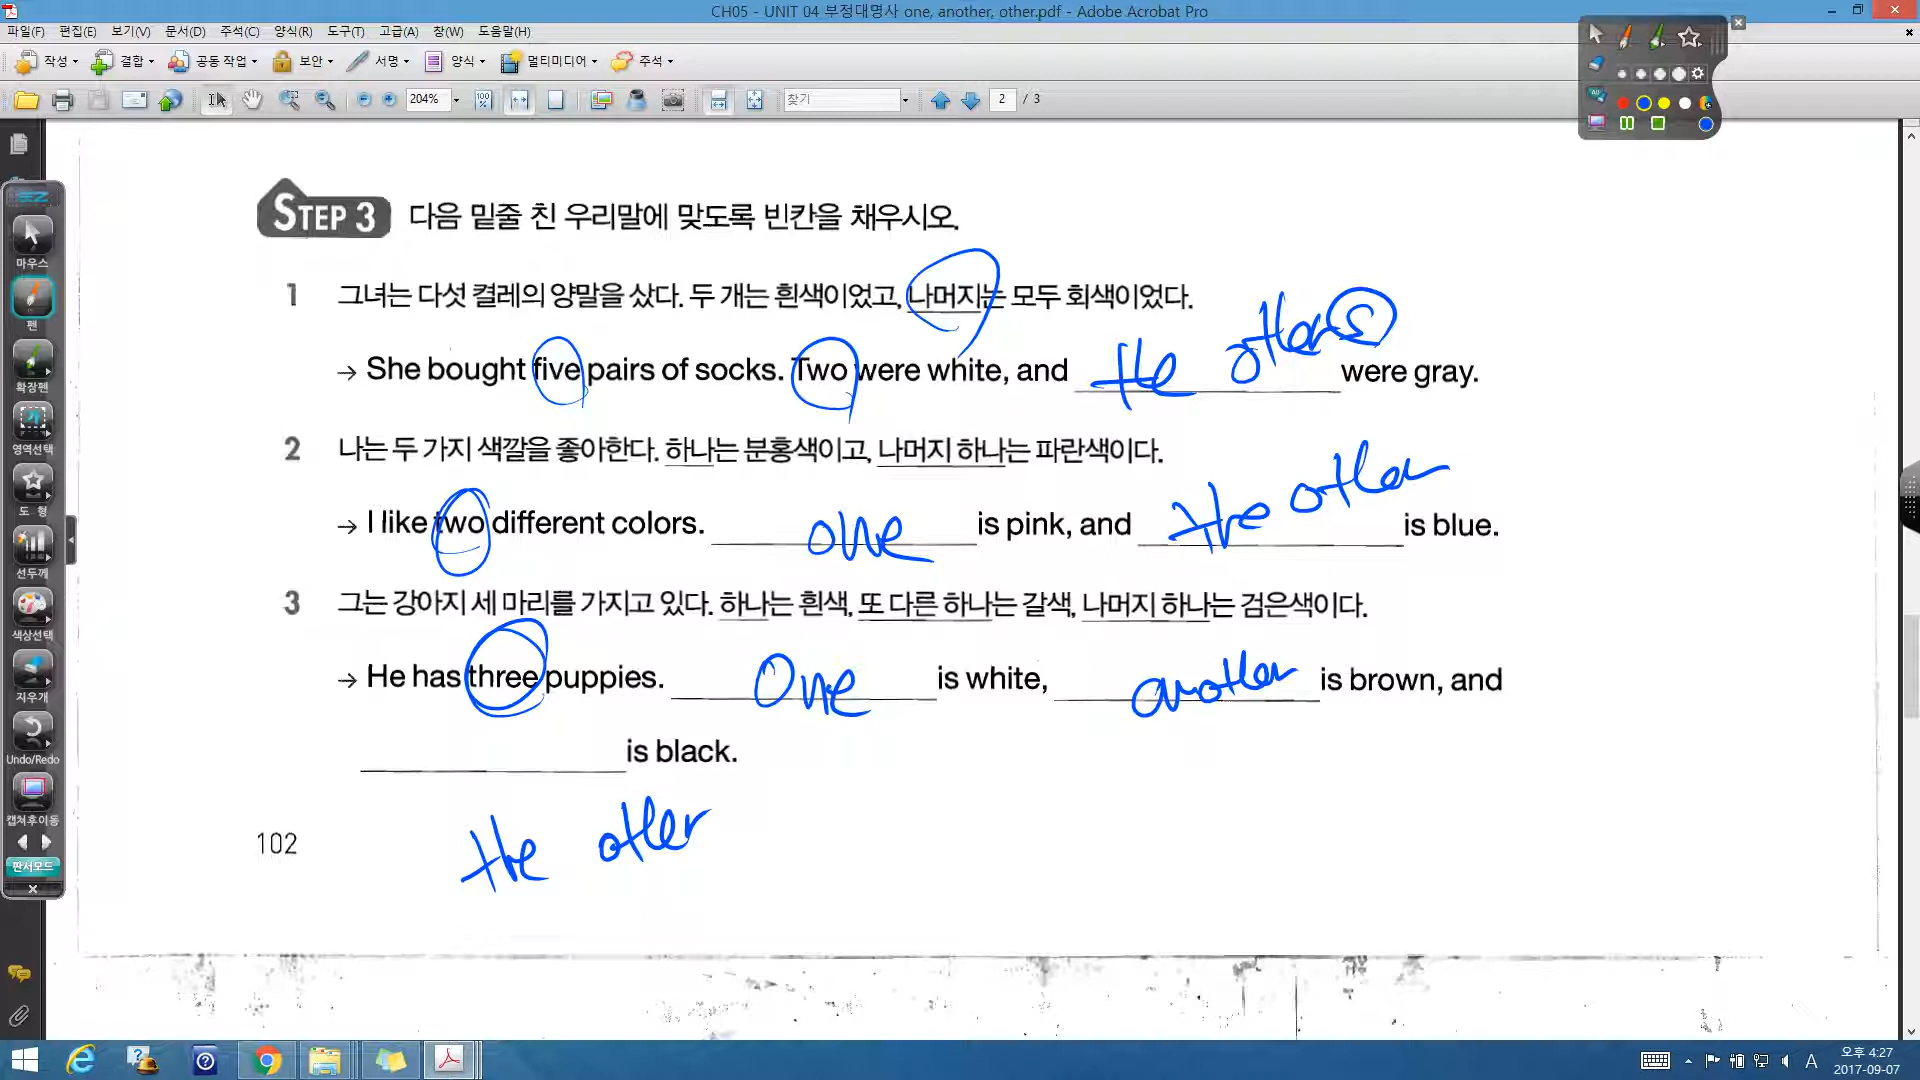 CH05 - UNIT 04 부정대명사 one, another, other.pdf - Adobe Acrobat Pro
파일(F) 편집(E) 보기(V) 문서(D) 주석(C) 양식(R) 도구(T) 고급(A) 창(W) 도움말(H)
작성 결합 공동 작업 보안 서명 양식 멀티미디어 주석
204% 찾기 2 / 3
마우스
펜
확장펜
영역선택
도 형
선두께
색상선택
지우개
Undo/Redo
캡쳐후이동
판서모드
STEP 3 다음 밑줄 친 우리말에 맞도록 빈칸을 채우시오.
1 그녀는 다섯 켤레의 양말을 샀다. 두 개는 흰색이었고, 나머지는 모두 회색이었다.
→ She bought five pairs of socks. Two were white, and the others were gray.
2 나는 두 가지 색깔을 좋아한다. 하나는 분홍색이고, 나머지 하나는 파란색이다.
→ I like two different colors. one is pink, and the other is blue.
3 그는 강아지 세 마리를 가지고 있다. 하나는 흰색, 또 다른 하나는 갈색, 나머지 하나는 검은색이다.
→ He has three puppies. One is white, another is brown, and
is black.
the other
102
A 오후 4:27
2017-09-07